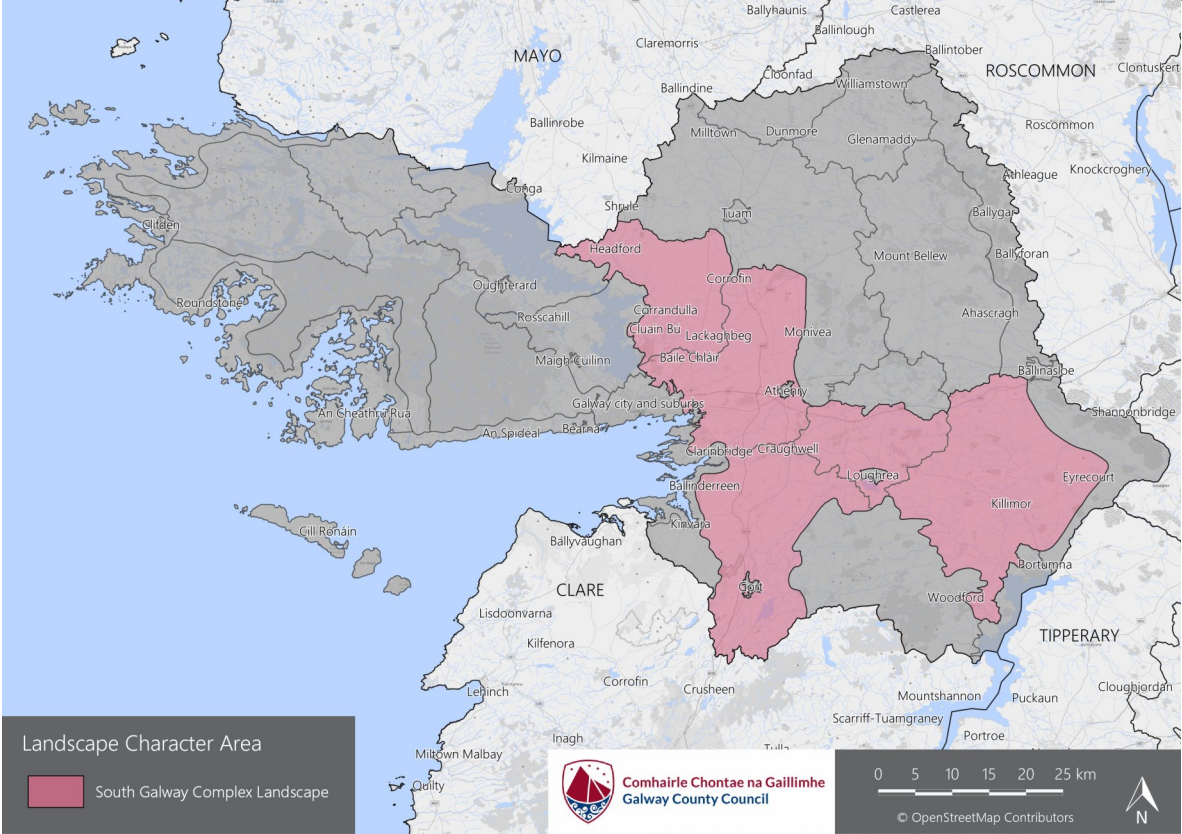 Ballyhaunis
Castlerea
Ballinlough
Claremorris
Ballintober
MAYO
Cloonfad
ROSCOMMON
Clontuskert
Ballindine
Williamstown
Ballinrobe
Milltown
Dunmore
Glenamaddy
Roscommon
Kilmaine
Athleague
Knockcroghery
Conga
Shrule
Tuam
Ballygar
Clifden
Headford
Mount Bellew
Ballyforan
Corrofin
Oughterard
Roundstone
Rosscahill
Corrandulla
Ahascragh
Cluain Bú
Lackaghbeg
Monivea
Maigh Cuilinn
Baile Chláir
Ballinasloe
Athenry
An Cheathrú Rua
Galway city and suburbs
Shannonbridge
An Spidéal
Bearna
Clarinbridge
Craughwell
Loughrea
Eyrecourt
Ballinderreen
Killimor
Cill Rónáin
Kinvara
Ballyvaughan
Portumna
CLARE
Gort
Woodford
Lisdoonvarna
TIPPERARY
Kilfenora
Corrofin
Crusheen
Lehinch
Mountshannon
Puckaun
Cloughjordan
Scarriff-Tuamgraney
Inagh
Tulla
Portroe
Miltown Malbay
Quilty
Landscape Character Area
South Galway Complex Landscape
Comhairle Chontae na Gaillimhe
Galway County Council
0 5 10 15 20 25 km
© OpenStreetMap Contributors
N